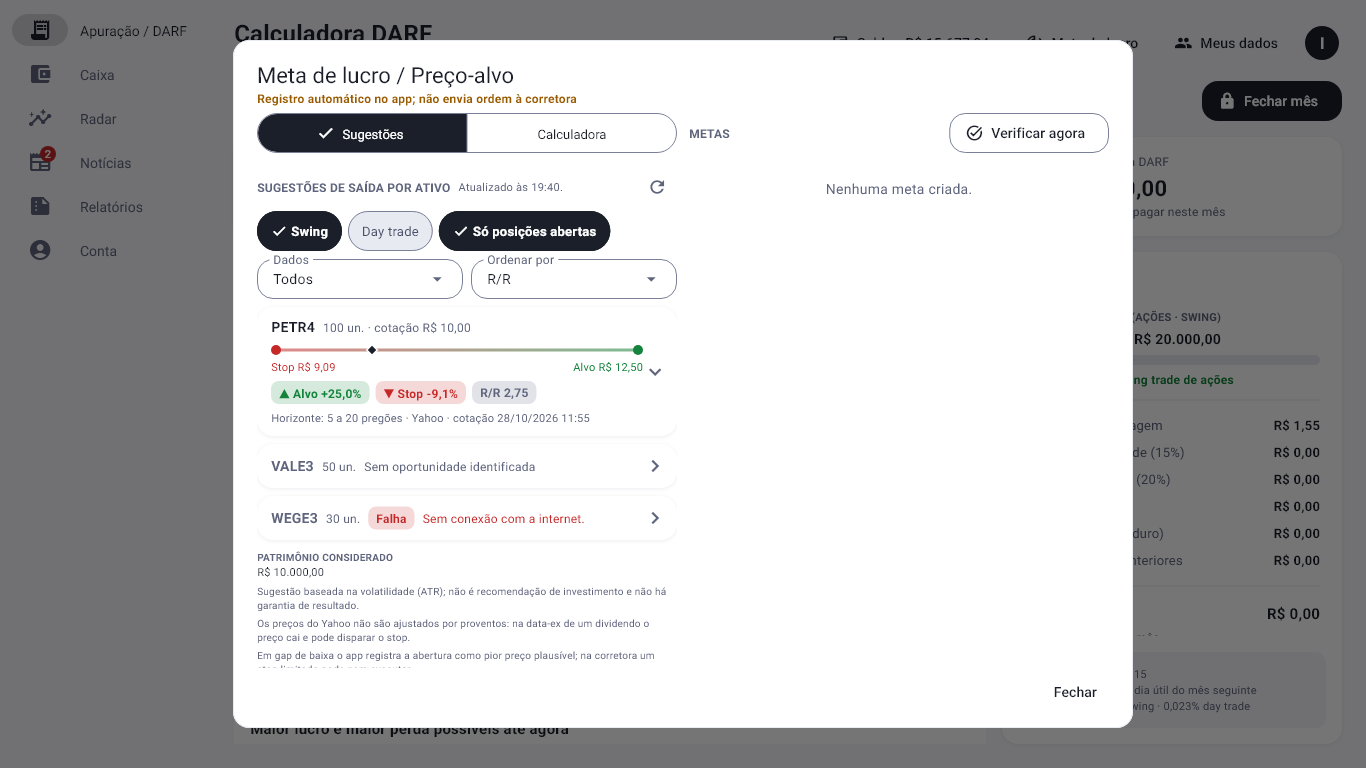 Apuração / DARF
Caixa
Radar
2
Notícias
Relatórios
Conta
Calculadora DARF
Meus dados
I
Fechar mês
DARF
,00
pagar neste mês
(AÇÕES · SWING)
R$ 20.000,00
ng trade de ações
R$ 1,55
de (15%)
R$ 0,00
(20%)
R$ 0,00
R$ 0,00
duro)
R$ 0,00
nteriores
R$ 0,00
R$ 0,00
15
dia útil do mês seguinte
wing · 0,023% day trade
Maior lucro e maior perda possíveis até agora
Meta de lucro / Preço-alvo
Registro automático no app; não envia ordem à corretora
Sugestões
Calculadora
METAS
Verificar agora
SUGESTÕES DE SAÍDA POR ATIVO Atualizado às 19:40.
Nenhuma meta criada.
Swing
Day trade
Só posições abertas
Dados
Todos
Ordenar por
R/R
PETR4 100 un. · cotação R$ 10,00
Stop R$ 9,09
Alvo R$ 12,50
▲ Alvo +25,0%
▼ Stop -9,1%
R/R 2,75
Horizonte: 5 a 20 pregões · Yahoo · cotação 28/10/2026 11:55
VALE3 50 un. Sem oportunidade identificada
WEGE3 30 un. Falha Sem conexão com a internet.
PATRIMÔNIO CONSIDERADO
R$ 10.000,00
Sugestão baseada na volatilidade (ATR); não é recomendação de investimento e não há
garantia de resultado.
Os preços do Yahoo não são ajustados por proventos: na data-ex de um dividendo o
preço cai e pode disparar o stop.
Em gap de baixa o app registra a abertura como pior preço plausível; na corretora um
Fechar